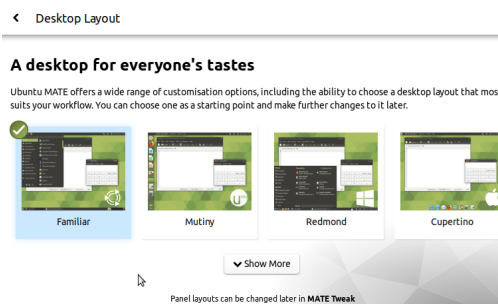 Desktop Layout
A desktop for everyone's tastes
Ubuntu MATE offers a wide range of customisation options, including the ability to choose a desktop layout that mos
suits your workflow. You can choose one as a starting point and make further changes to it later.
Familiar
Mutiny
Redmond
Cupertino
Show More
Panel layouts can be changed later in MATE Tweak